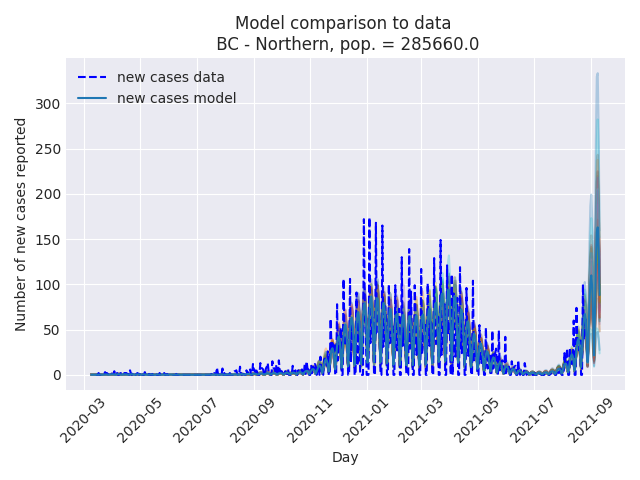 Model comparison to data
BC - Northern, pop. = 285660.0
new cases data
new cases model
Number of new cases reported
300
250
200
150
100
50
0
2020-03
2020-05
2020-07
2020-09
2020-11
2021-01
2021-03
2021-05
2021-07
2021-09
Day